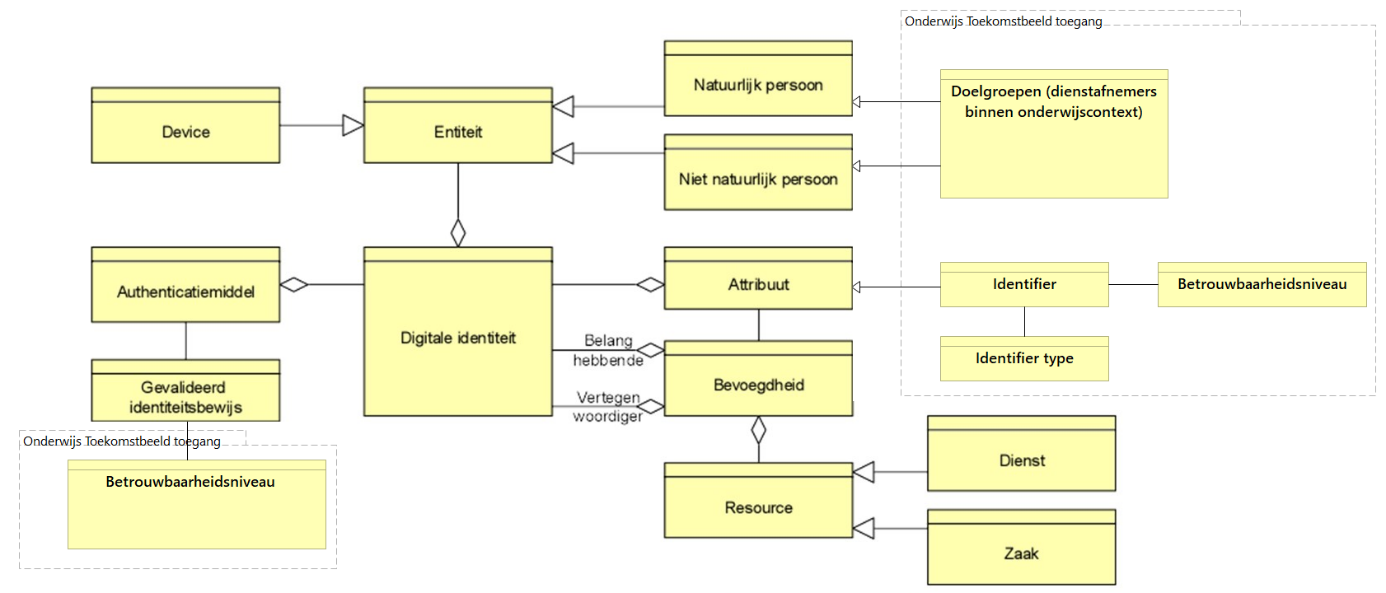 Onderwijs Toekomstbeeld toegang
Natuurlijk persoon
Doelgroepen (dienstafnemers
binnen onderwijscontext)
Device
Entiteit
Niet natuurlijk persoon
Authenticatiemiddel
Attribuut
Identifier
Betrouwbaarheidsniveau
Digitale identiteit
Belang
hebbende
Identifier type
Gevalideerd
identiteitsbewijs
Bevoegdheid
Vertegen
woordiger
Onderwijs Toekomstbeeld toegang
Betrouwbaarheidsniveau
Dienst
Resource
Zaak